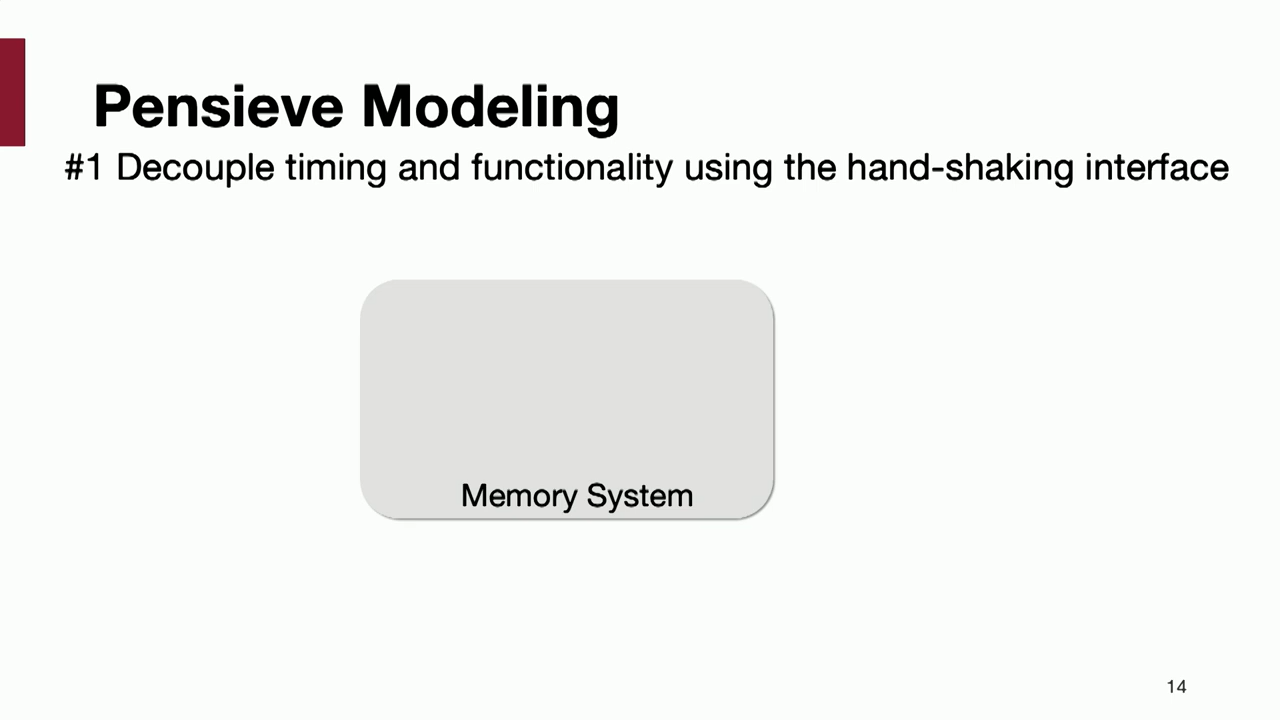 Pensieve Modeling
#1 Decouple timing and functionality using the hand-shaking interface
Memory System
14